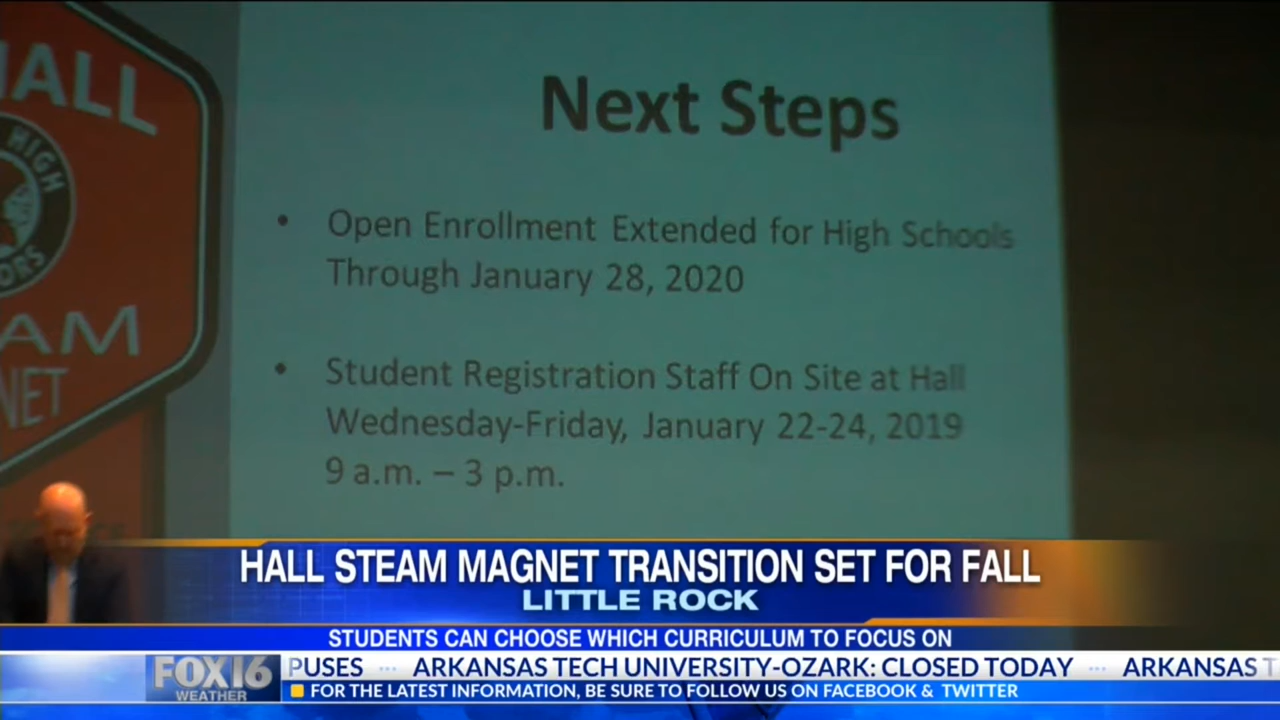 HALL
HIGH
Next Steps
• Open Enrollment Extended for High Schools
Through January 28, 2020
• Student Registration Staff On Site at Hall
Wednesday-Friday, January 22-24, 2019
9 a.m. – 3 p.m.
HALL STEAM MAGNET TRANSITION SET FOR FALL
LITTLE ROCK
STUDENTS CAN CHOOSE WHICH CURRICULUM TO FOCUS ON
FOX16
WEATHER
PUSES ... ARKANSAS TECH UNIVERSITY-OZARK: CLOSED TODAY ... ARKANSAS T
FOR THE LATEST INFORMATION, BE SURE TO FOLLOW US ON FACEBOOK & TWITTER